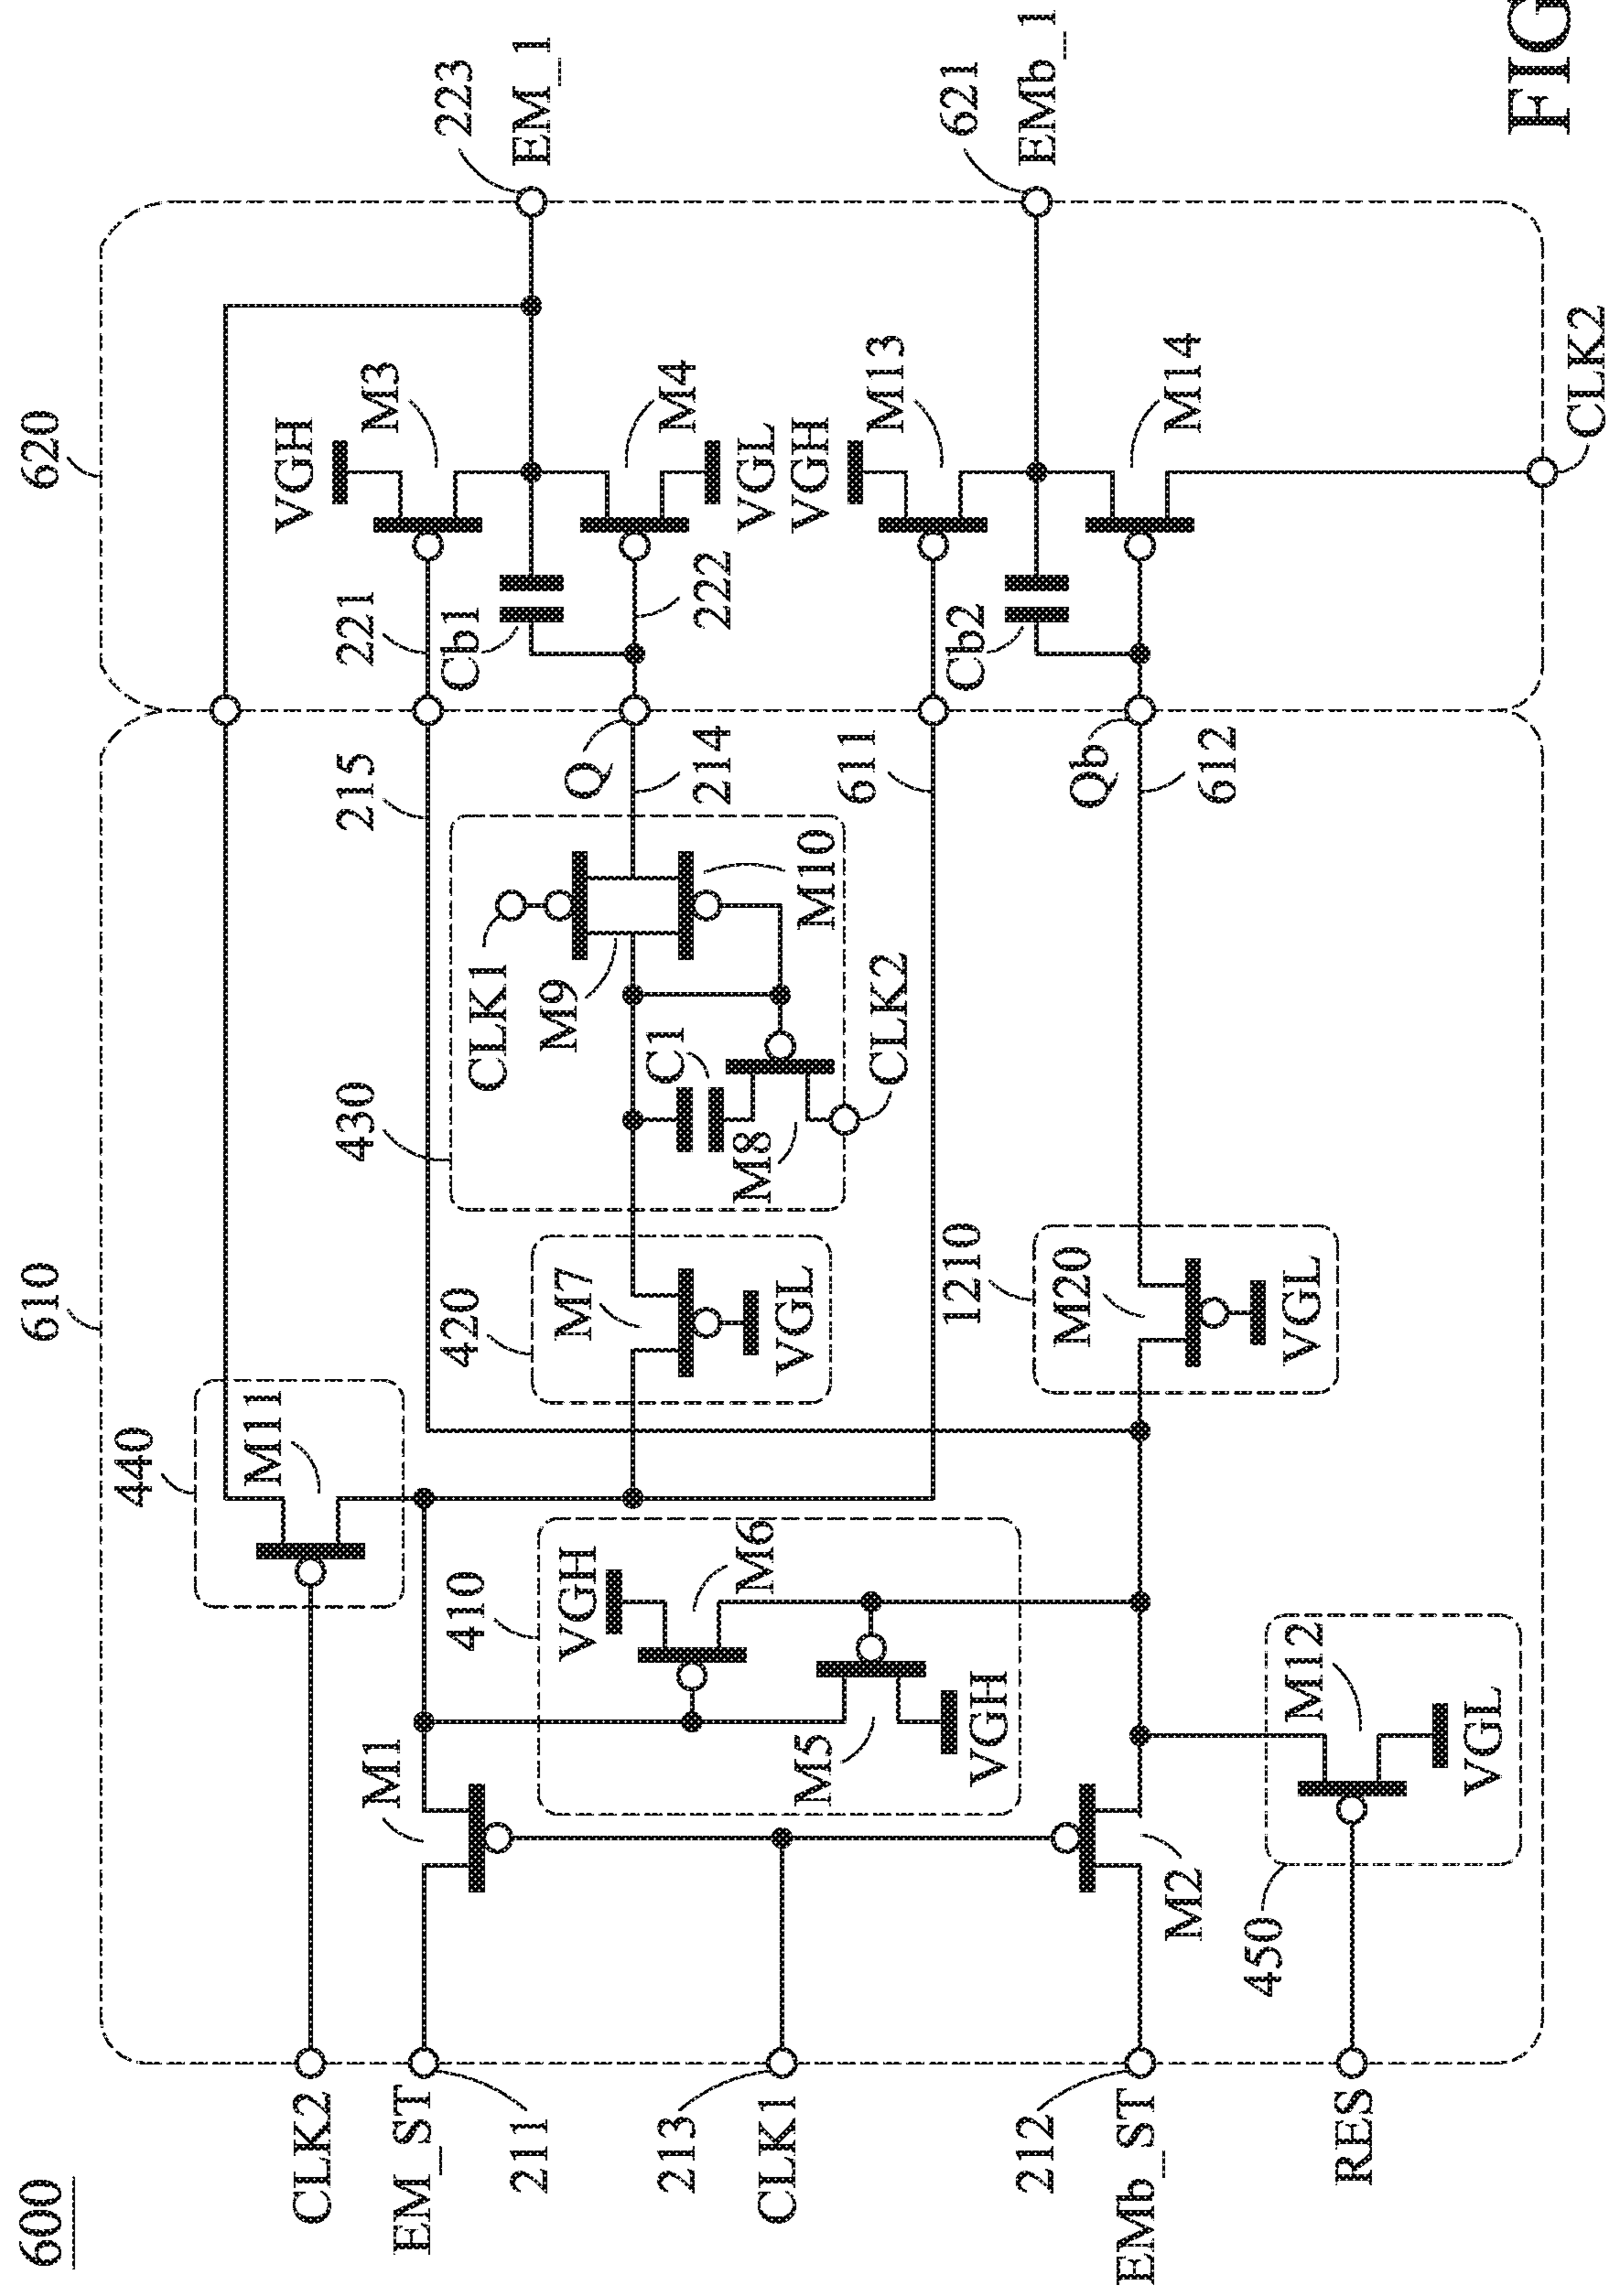 600
610
620
CLK2
EM_ST
211
213
CLK1
212
EMb_ST
RES
440
M11
M1
410
VGH
M6
M5
VGH
M2
450
M12
VGL
420
M7
VGL
1210
M20
VGL
430
CLK1
M9
C1
M8
M10
CLK2
215
Q
214
611
Qb
612
221
Cb1
222
Cb2
VGH
M3
M4
VGL
VGH
M13
M14
CLK2
223
EM_1
621
EMb_1
FIG